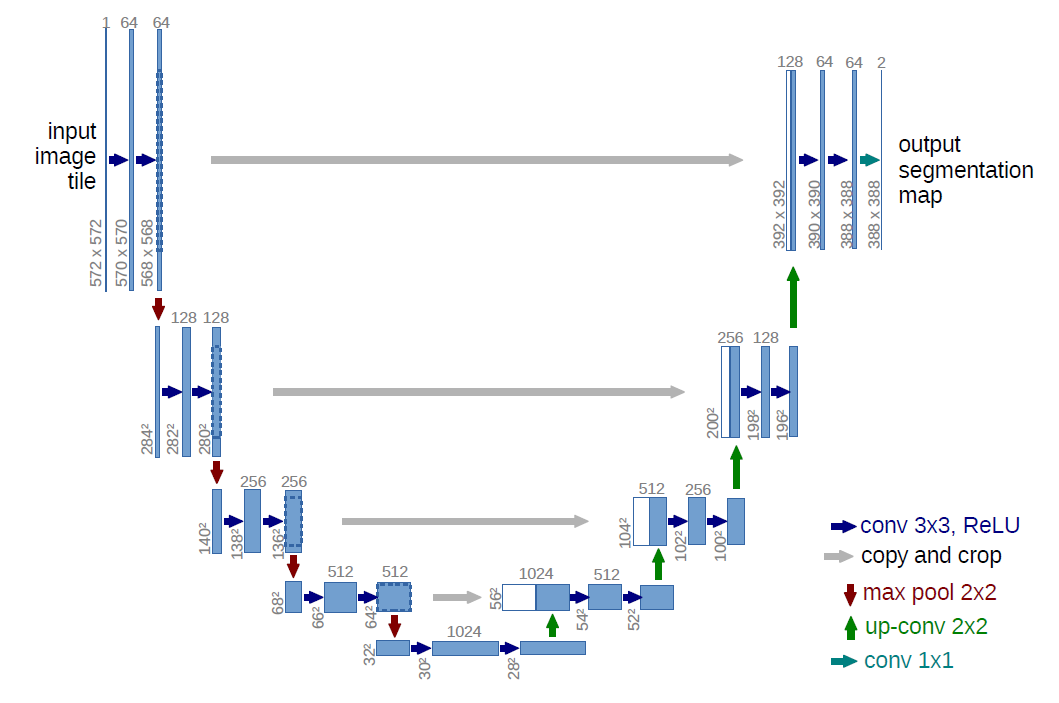 1 64 64
input
image
tile
572 x 572
570 x 570
568 x 568
128 64 64 2
output
segmentation
map
392 x 392
390 x 390
388 x 388
388 x 388
128 128
284²
282²
280²
256 128
200²
198²
196²
256 256
140²
138²
136²
512 256
104²
102²
100²
512 512
68²
66²
64²
1024 512
56²
54²
52²
1024
32²
30²
28²
conv 3x3, ReLU
copy and crop
max pool 2x2
up-conv 2x2
conv 1x1